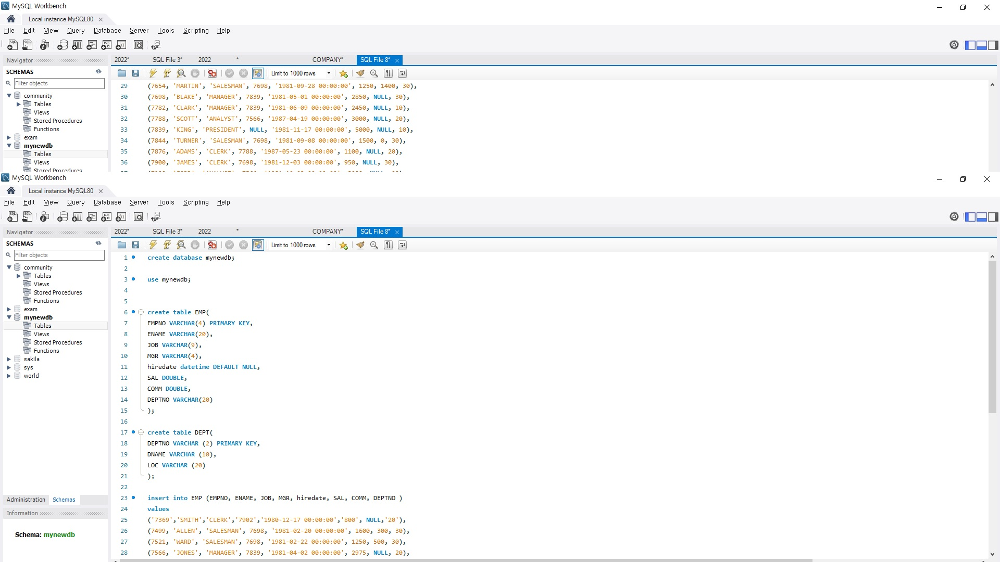 MySQL Workbench
Local instance MySQL80
File Edit View Query Database Server Tools Scripting Help
Navigator
SCHEMAS
Filter objects
community
Tables
Views
Stored Procedures
Functions
exam
mynewdb
Tables
Views
Stored Procedures
2022* SQL File 3* 2022 * COMPANY* SQL File 8*
Limit to 1000 rows
29 (7654, 'MARTIN', 'SALESMAN', 7698, '1981-09-28 00:00:00', 1250, 1400, 30),
30 (7698, 'BLAKE', 'MANAGER', 7839, '1981-05-01 00:00:00', 2850, NULL, 30),
31 (7782, 'CLARK', 'MANAGER', 7839, '1981-06-09 00:00:00', 2450, NULL, 10),
32 (7788, 'SCOTT', 'ANALYST', 7566, '1987-04-19 00:00:00', 3000, NULL, 20),
33 (7839, 'KING', 'PRESIDENT', NULL, '1981-11-17 00:00:00', 5000, NULL, 10),
34 (7844, 'TURNER', 'SALESMAN', 7698, '1981-09-08 00:00:00', 1500, 0, 30),
35 (7876, 'ADAMS', 'CLERK', 7788, '1987-05-23 00:00:00', 1100, NULL, 20),
36 (7900, 'JAMES', 'CLERK', 7698, '1981-12-03 00:00:00', 950, NULL, 30),
MySQL Workbench
Local instance MySQL80
File Edit View Query Database Server Tools Scripting Help
Navigator
SCHEMAS
Filter objects
community
Tables
Views
Stored Procedures
Functions
exam
mynewdb
Tables
Views
Stored Procedures
Functions
sakila
sys
world
Administration Schemas
Information
Schema: mynewdb
2022* SQL File 3* 2022 * COMPANY* SQL File 8*
Limit to 1000 rows
1 create database mynewdb;
2
3 use mynewdb;
4
5
6 create table EMP(
7 EMPNO VARCHAR(4) PRIMARY KEY,
8 ENAME VARCHAR(20),
9 JOB VARCHAR(9),
10 MGR VARCHAR(4),
11 hiredate datetime DEFAULT NULL,
12 SAL DOUBLE,
13 COMM DOUBLE,
14 DEPTNO VARCHAR(20)
15 );
16
17 create table DEPT(
18 DEPTNO VARCHAR (2) PRIMARY KEY,
19 DNAME VARCHAR (10),
20 LOC VARCHAR (20)
21 );
22
23 insert into EMP (EMPNO, ENAME, JOB, MGR, hiredate, SAL, COMM, DEPTNO )
24 values
25 ('7369','SMITH','CLERK','7902','1980-12-17 00:00:00','800', NULL,'20'),
26 (7499, 'ALLEN', 'SALESMAN', 7698, '1981-02-20 00:00:00', 1600, 300, 30),
27 (7521, 'WARD', 'SALESMAN', 7698, '1981-02-22 00:00:00', 1250, 500, 30),
28 (7566, 'JONES', 'MANAGER', 7839, '1981-04-02 00:00:00', 2975, NULL, 20),